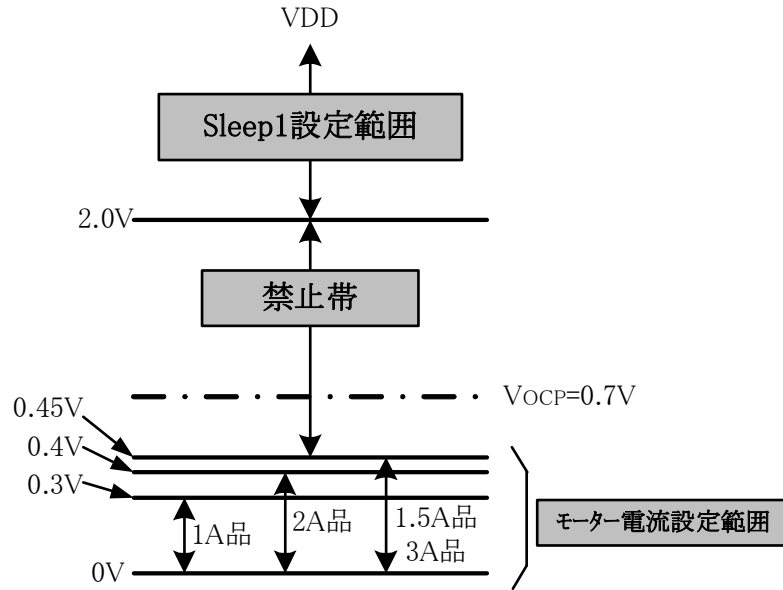 VDD
Sleep1設定範囲
2.0V
禁止帯
VOCP=0.7V
0.45V
0.4V
0.3V
1A品
2A品
1.5A品
3A品
モーター電流設定範囲
0V